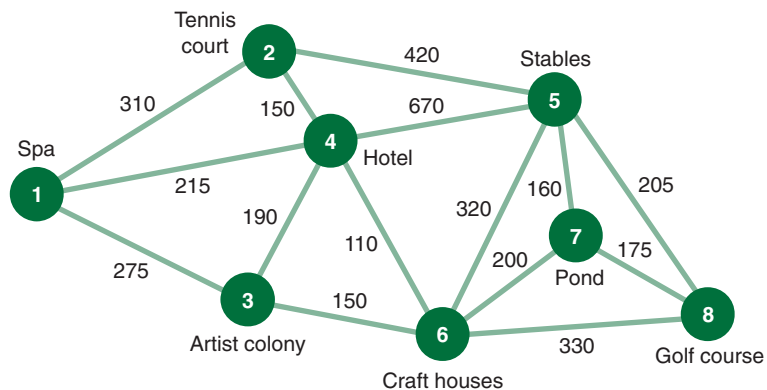 Tennis
court
2
420
Stables
310
150
670
5
Spa
4
Hotel
1
215
190
110
320
160
205
7
275
200
175
Pond
3
150
8
Artist colony
6
330
Golf course
Craft houses